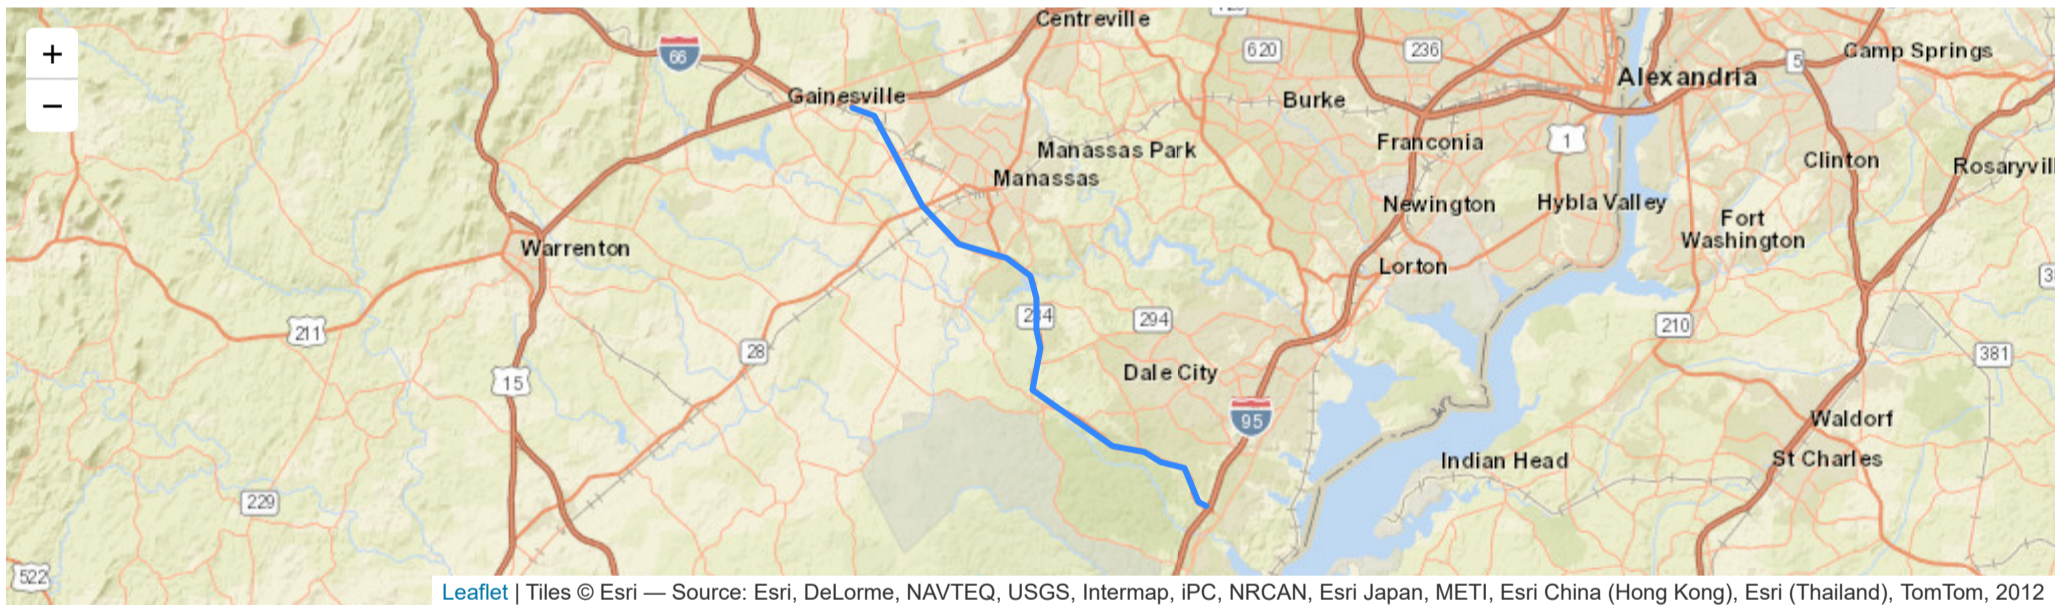 Centreville
Camp Springs
+
66
620
236
5
Alexandria
−
Gainesville
Burke
Franconia
1
Manassas Park
Clinton
Rosaryvil
Manassas
Newington
Hybla Valley
Fort
Washington
Warrenton
Lorton
211
294
210
28
381
15
Dale City
95
Waldorf
Indian Head
St Charles
229
522
Leaflet | Tiles © Esri — Source: Esri, DeLorme, NAVTEQ, USGS, Intermap, iPC, NRCAN, Esri Japan, METI, Esri China (Hong Kong), Esri (Thailand), TomTom, 2012